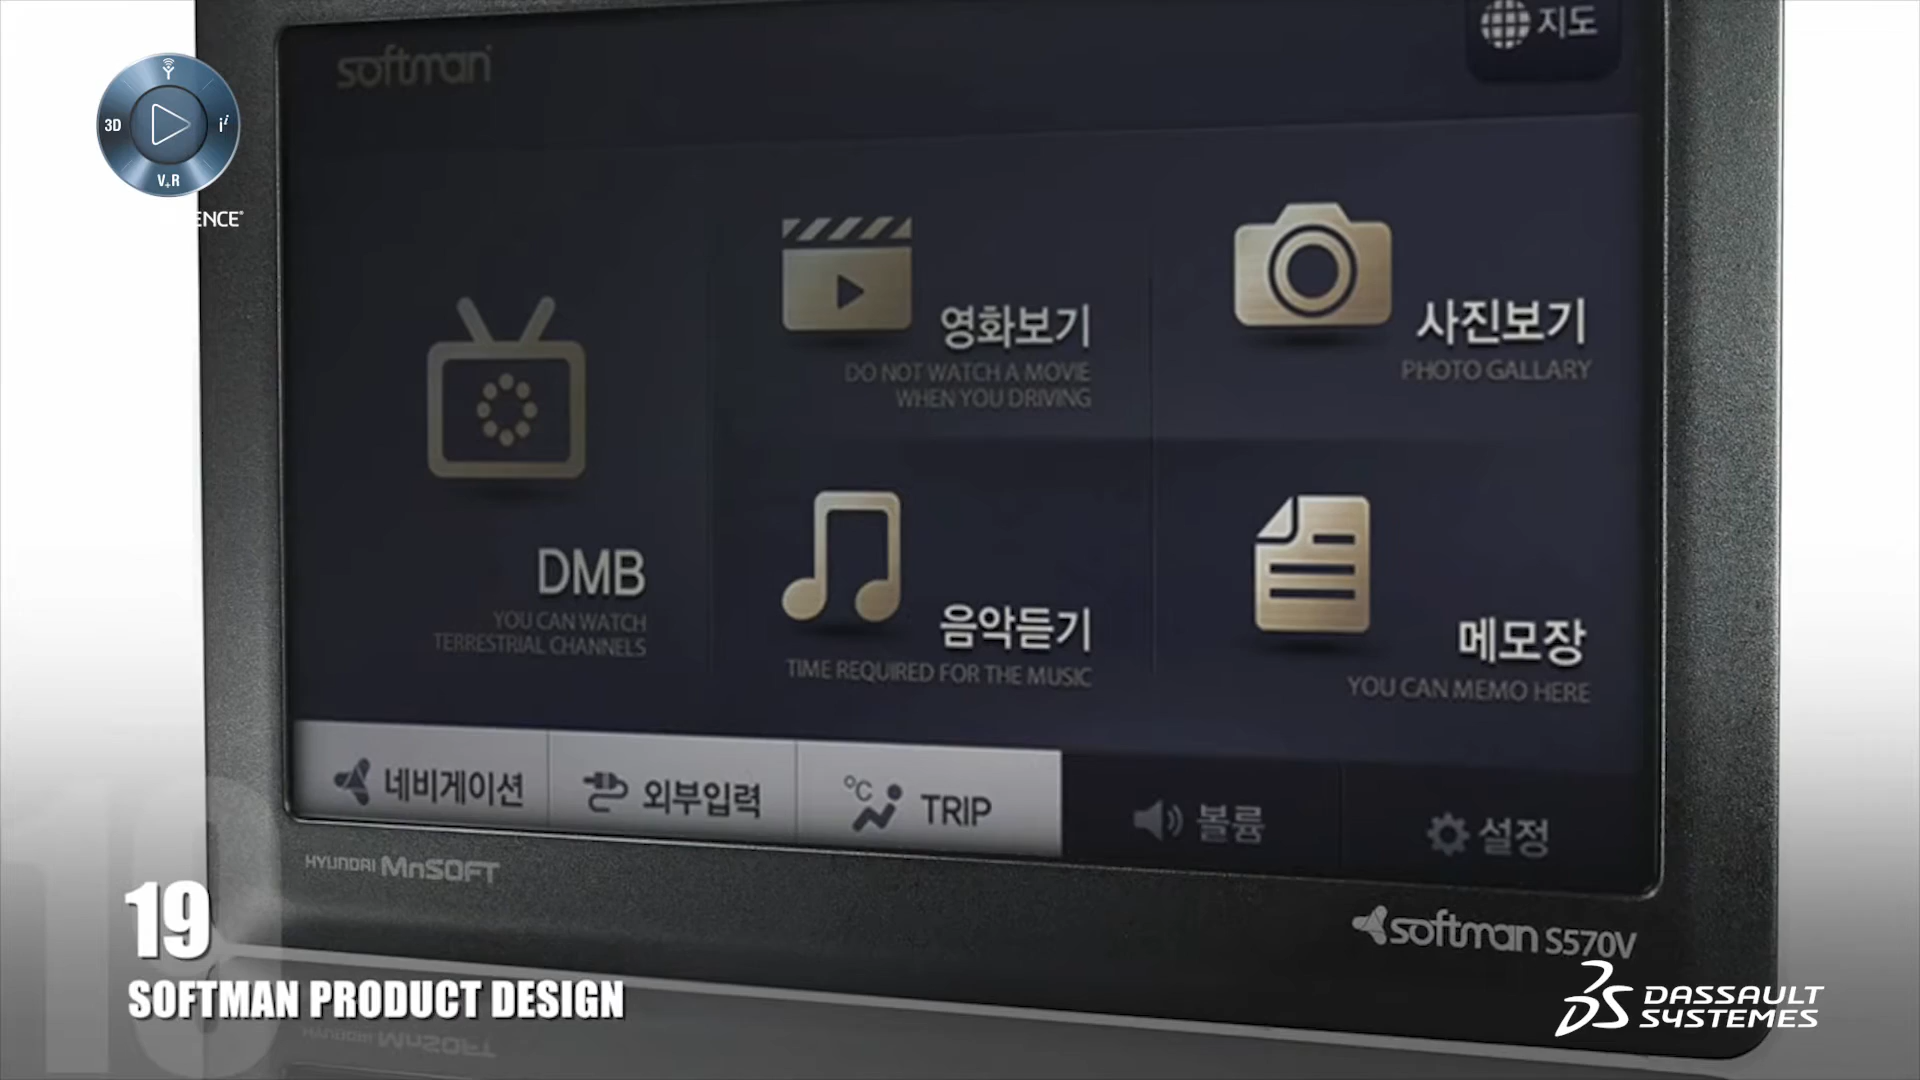 softman
지도
3D
i
V+R
ENCE
영화보기
DO NOT WATCH A MOVIE
WHEN YOU DRIVING
사진보기
PHOTO GALLARY
DMB
YOU CAN WATCH
TERRESTRIAL CHANNELS
음악듣기
TIME REQUIRED FOR THE MUSIC
메모장
YOU CAN MEMO HERE
네비게이션
외부입력
°C TRIP
볼륨
설정
HYUNDAI MnSOFT
softman S570V
19
SOFTMAN PRODUCT DESIGN
DASSAULT
SYSTEMES